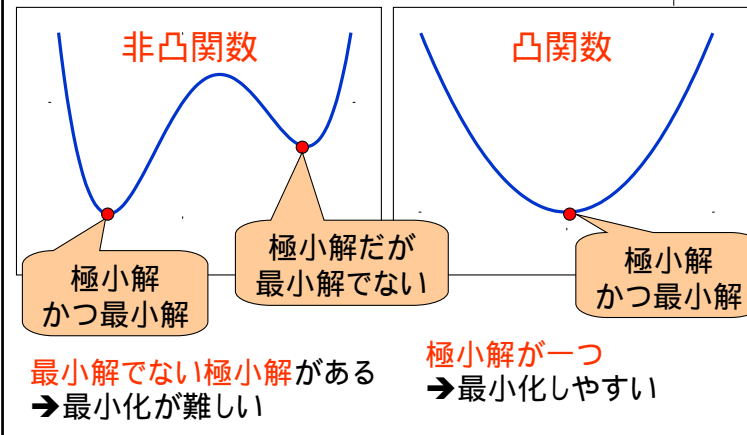 非凸関数
極小解
かつ最小解
極小解だが
最小解でない
最小解でない極小解がある
➔最小化が難しい
凸関数
極小解
かつ最小解
極小解が一つ
➔最小化しやすい